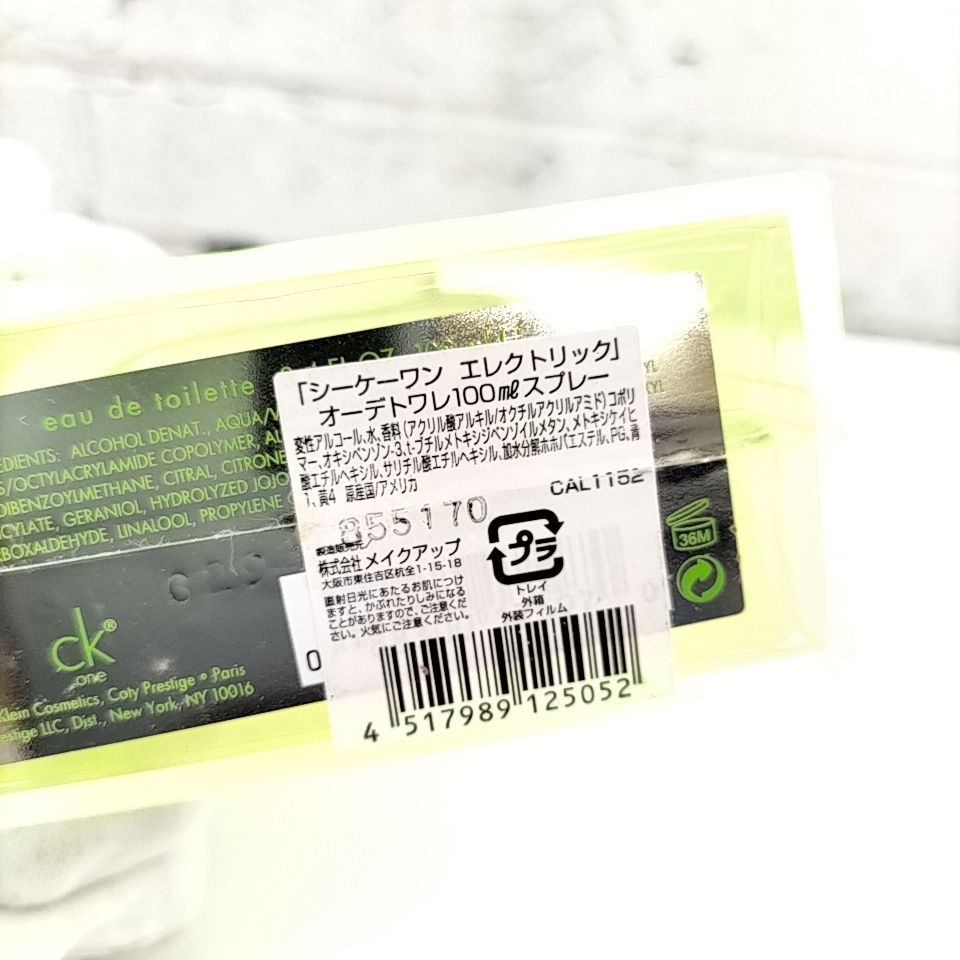 eau de toilette
EDIENTS: ALCOHOL DENAT., AQUA/
S/OCTYLACRYLAMIDE COPOLYMER,
DIBENZOYLMETHANE, CITRAL,
ICYLATE, GERANIOL, HYDROLYZED JOJO
BOXALDEHYDE, LINALOOL, PROPYLENE
ck®
one
Klein Cosmetics, Coty Prestige • Paris
estige LLC, Dist., New York, NY 10016
「シーケーワン エレクトリック」
オーデトワレ100mlスプレー
変性アルコール、水、香料(アクリル酸アルキル/オクチルアクリルアミド)コポリ
マー、オキシベンゾン-3、t-ブチルメトキシジベンゾイルメタン、メトキシケイヒ
酸エチルヘキシル、サリチル酸エチルヘキシル、加水分解ホホバエステル、PG、青
1、黄4 原産国/アメリカ
CAL1152
855170
製造販売元
株式会社 メイクアップ
大阪市東住吉区杭全1-15-18
直射日光にあたるお肌につけ
ますと、かぶれたりしみになる
ことがありますので、ご注意くだ
さい。火気にご注意ください。
プラ
トレイ
外箱
外装フィルム
36M
0
4 517989 125052